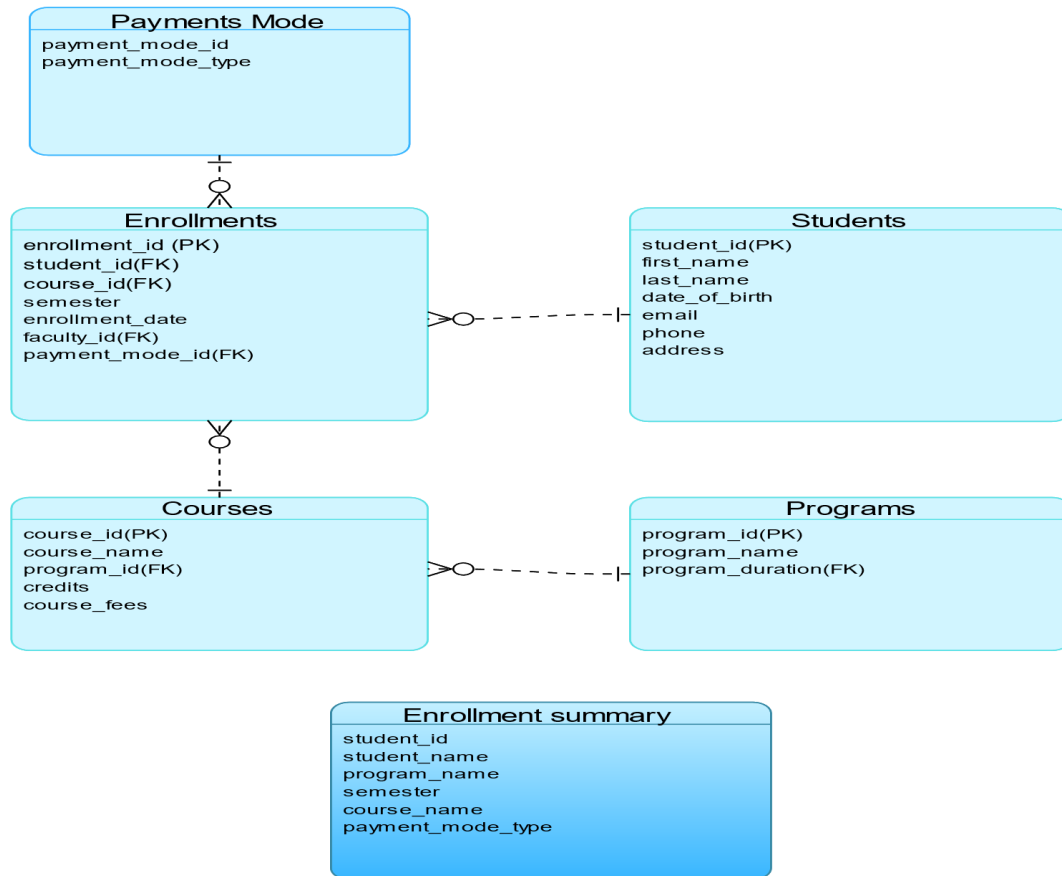 Payments Mode
payment_mode_id
payment_mode_type
Enrollments
enrollment_id (PK)
student_id(FK)
course_id(FK)
semester
enrollment_date
faculty_id(FK)
payment_mode_id(FK)
Students
student_id(PK)
first_name
last_name
date_of_birth
email
phone
address
Courses
course_id(PK)
course_name
program_id(FK)
credits
course_fees
Programs
program_id(PK)
program_name
program_duration(FK)
Enrollment summary
student_id
student_name
program_name
semester
course_name
payment_mode_type